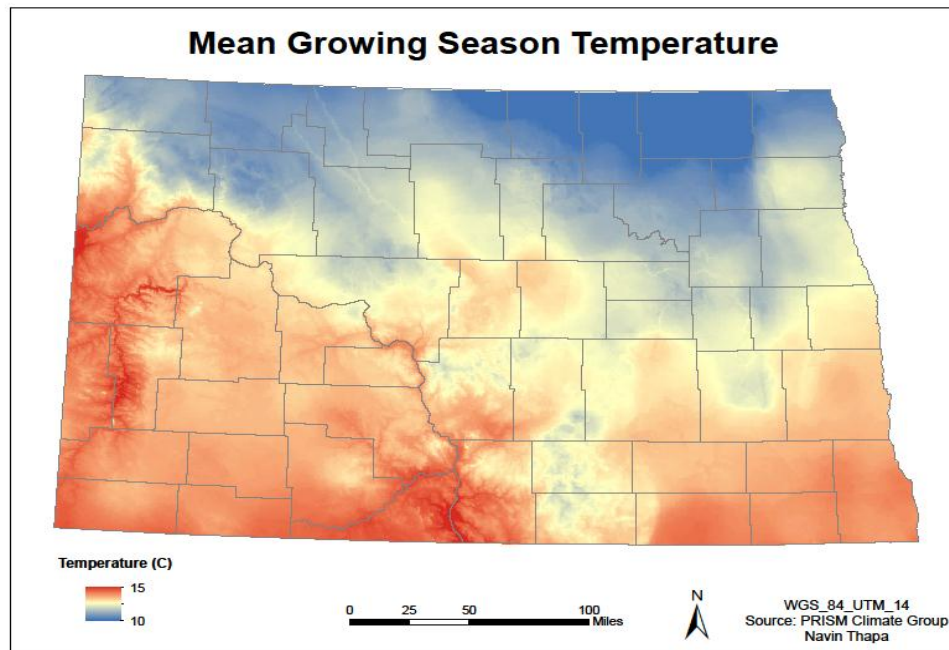 Mean Growing Season Temperature
Temperature (C)
15
10
0 25 50 100
Miles
N
WGS_84_UTM_14
Source: PRISM Climate Group
Navin Thapa